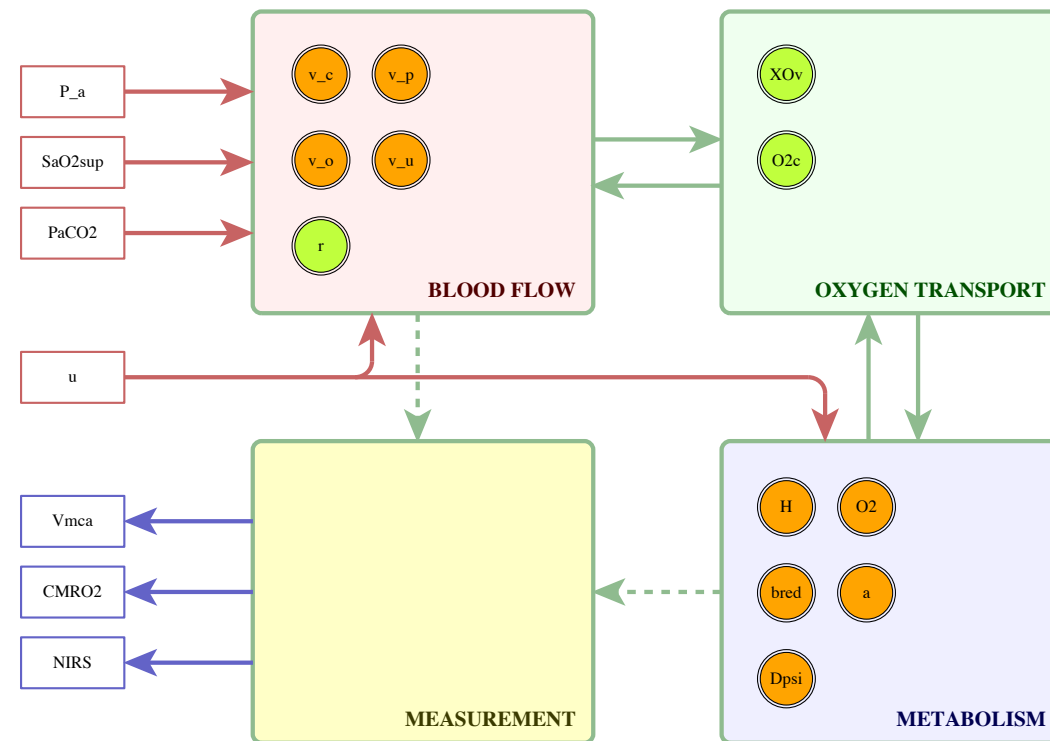 P_a
SaO2sup
PaCO2
u
v_c
v_p
v_o
v_u
r
BLOOD FLOW
XOv
O2c
OXYGEN TRANSPORT
Vmca
CMRO2
NIRS
MEASUREMENT
H
O2
bred
a
Dpsi
METABOLISM